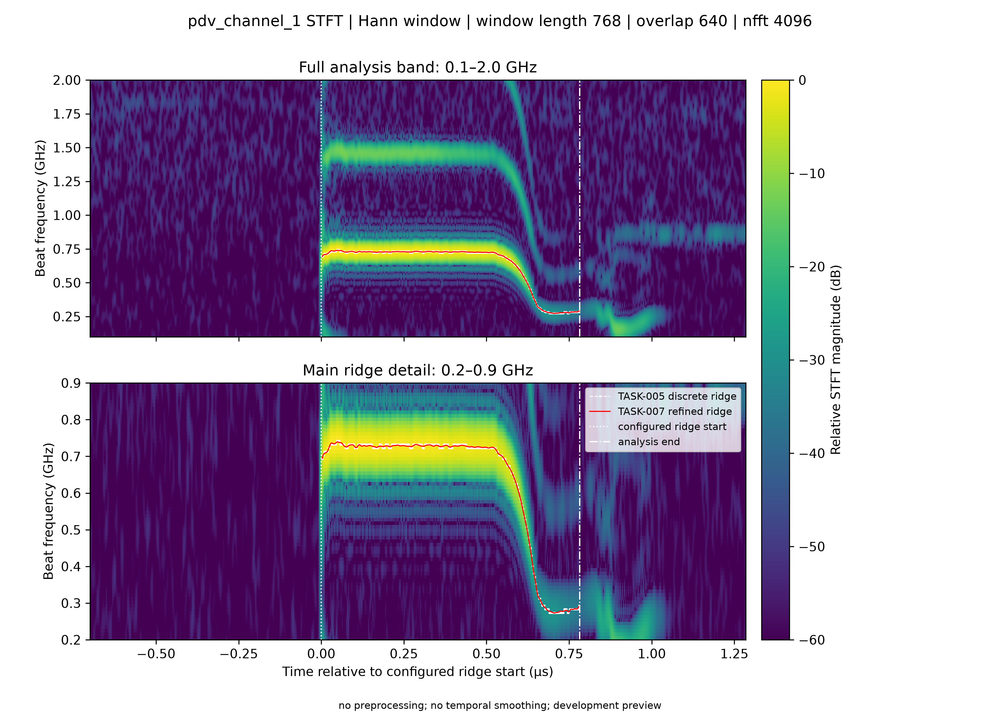 pdv_channel_1 STFT | Hann window | window length 768 | overlap 640 | nfft 4096
Full analysis band: 0.1–2.0 GHz
2.00
1.75
1.50
1.25
1.00
0.75
0.50
0.25
Beat frequency (GHz)
Main ridge detail: 0.2–0.9 GHz
0.9
0.8
0.7
0.6
0.5
0.4
0.3
0.2
Beat frequency (GHz)
TASK-005 discrete ridge
TASK-007 refined ridge
configured ridge start
analysis end
−0.50
−0.25
0.00
0.25
0.50
0.75
1.00
1.25
Time relative to configured ridge start (µs)
0
−10
−20
−30
−40
−50
−60
Relative STFT magnitude (dB)
no preprocessing; no temporal smoothing; development preview